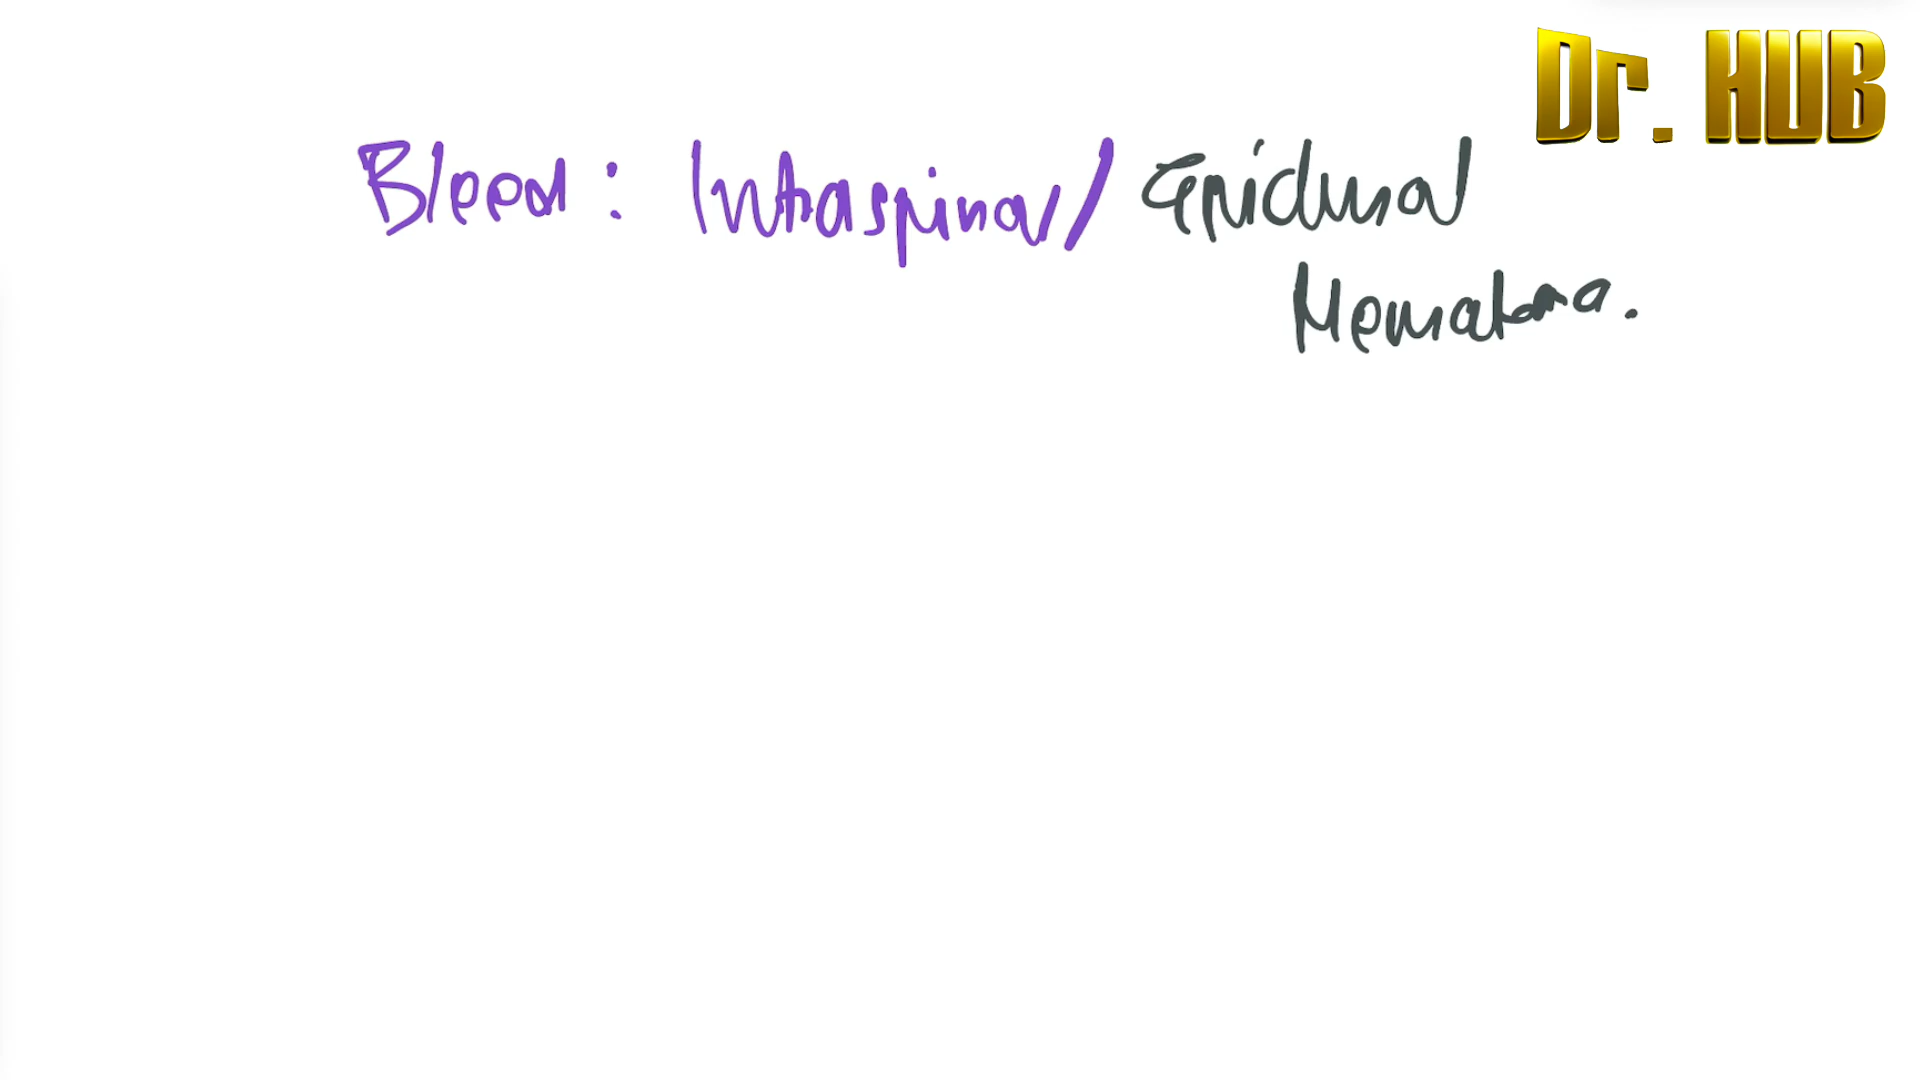 Dr. HUB
Bleed : Intraspinal/ Epidural
Hematoma.